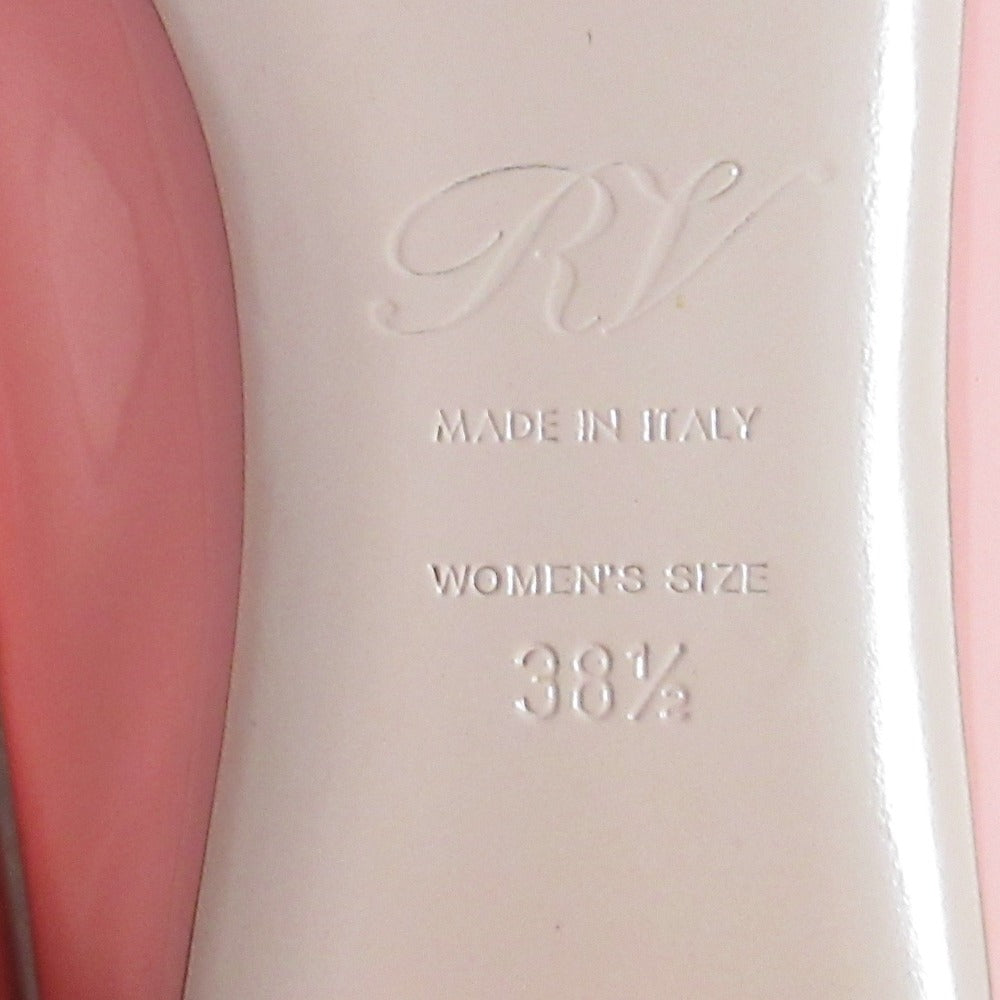 RV
MADE IN ITALY
WOMEN'S SIZE
38½